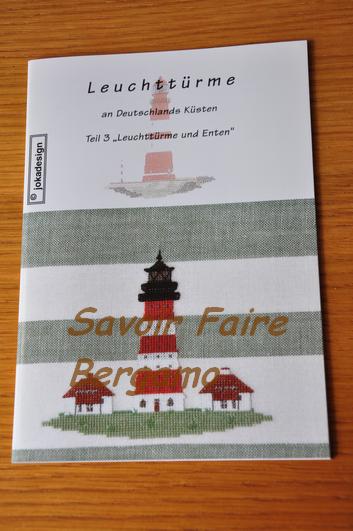 Leuchttürme
an Deutschlands Küsten
Teil 3 „Leuchttürme und Enten"
© jokadesign
Savoir Faire
Bergamo